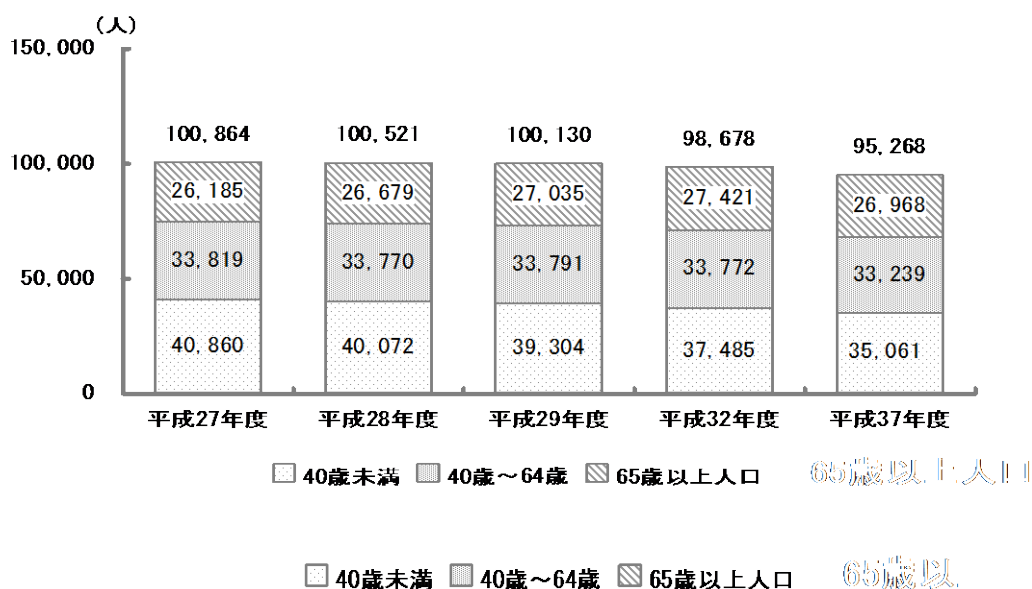 (人)
150,000
100,864 100,521 100,130 98,678 95,268
100,000
26,185 26,679 27,035 27,421 26,968
33,819 33,770 33,791 33,772 33,239
50,000
40,860 40,072 39,304 37,485 35,061
0
平成27年度 平成28年度 平成29年度 平成32年度 平成37年度
40歳未満 40歳～64歳 65歳以上人口 65歳以上人口
40歳未満 40歳～64歳 65歳以上人口 65歳以